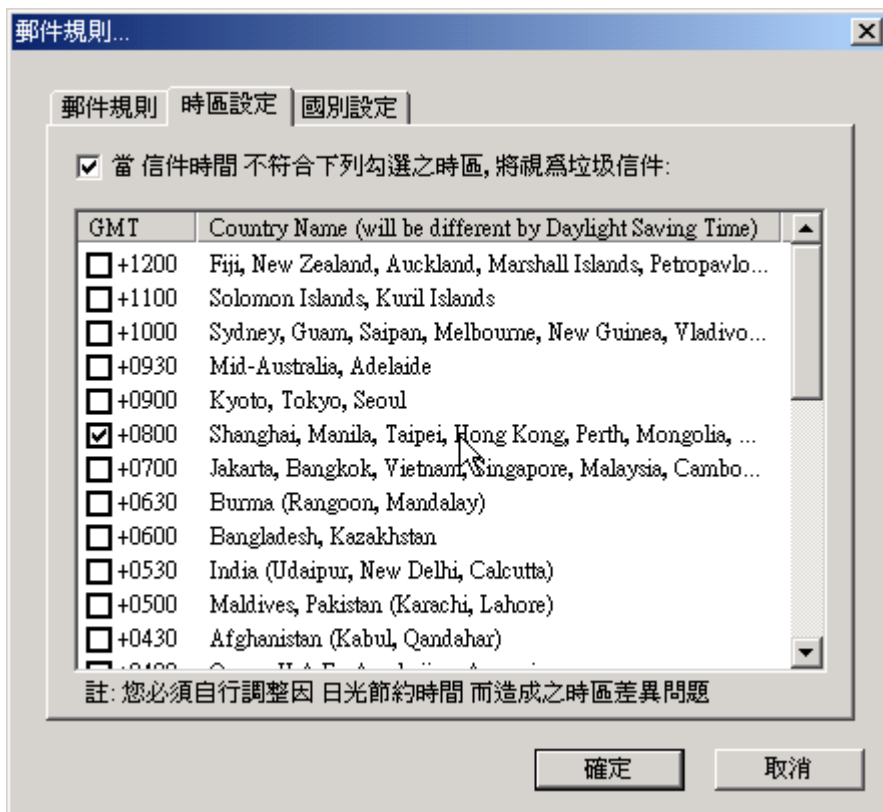 郵件規則...
郵件規則 時區設定 國別設定
當 信件時間 不符合下列勾選之時區, 將視為垃圾信件:
GMT Country Name (will be different by Daylight Saving Time)
+1200 Fiji, New Zealand, Auckland, Marshall Islands, Petropavlo...
+1100 Solomon Islands, Kuril Islands
+1000 Sydney, Guam, Saipan, Melbourne, New Guinea, Vladivo...
+0930 Mid-Australia, Adelaide
+0900 Kyoto, Tokyo, Seoul
+0800 Shanghai, Manila, Taipei, Hong Kong, Perth, Mongolia, ...
+0700 Jakarta, Bangkok, Vietnam, Singapore, Malaysia, Cambo...
+0630 Burma (Rangoon, Mandalay)
+0600 Bangladesh, Kazakhstan
+0530 India (Udaipur, New Delhi, Calcutta)
+0500 Maldives, Pakistan (Karachi, Lahore)
+0430 Afghanistan (Kabul, Qandahar)
註: 您必須自行調整因 日光節約時間 而造成之時區差異問題
確定 取消